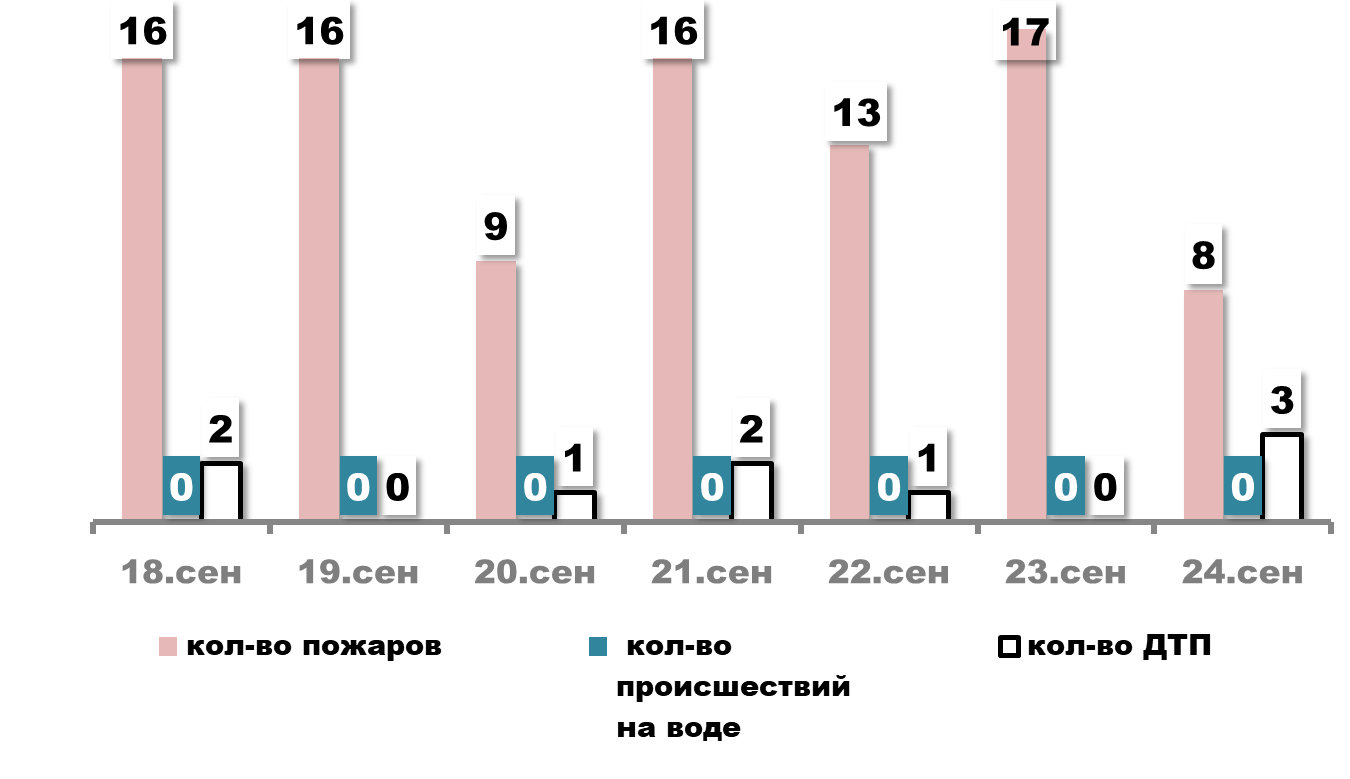 16 16 16 17
13
9
8
3
2 2
1 1
0 0 0 0 0 0 0 0 0
18.сен 19.сен 20.сен 21.сен 22.сен 23.сен 24.сен
кол-во пожаров кол-во кол-во ДТП
происшествий
на воде